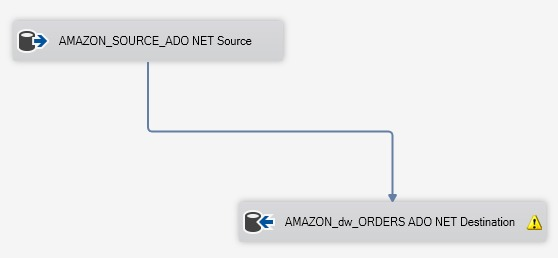 AMAZON_SOURCE_ADO NET Source
AMAZON_dw_ORDERS ADO NET Destination